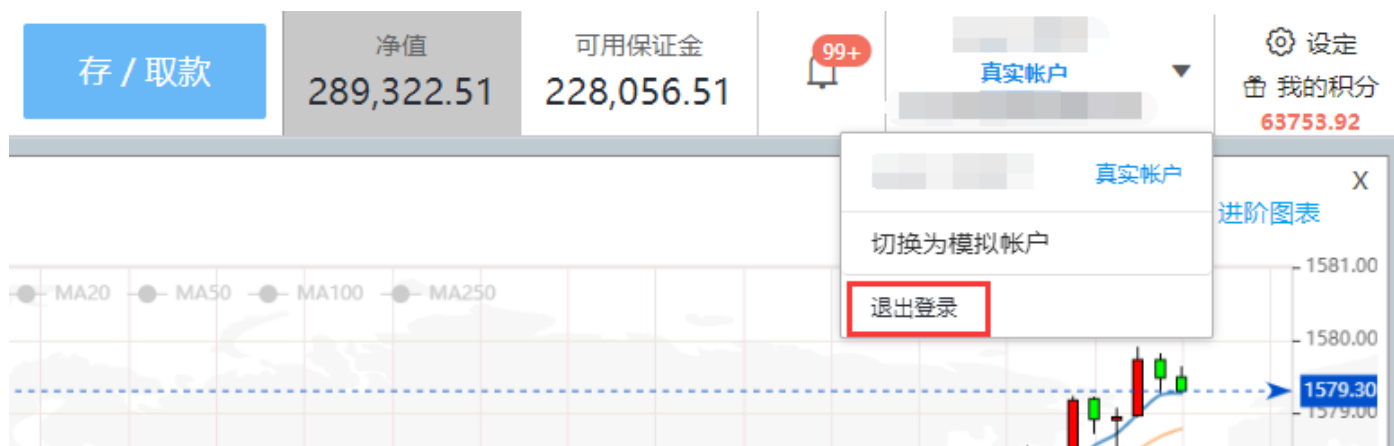 存 / 取款
净值
289,322.51
可用保证金
228,056.51
99+
真实帐户
设定
我的积分
63753.92
真实帐户
切换为模拟帐户
退出登录
X
进阶图表
MA20 MA50 MA100 MA250
1581.00
1580.00
1579.30
1579.00